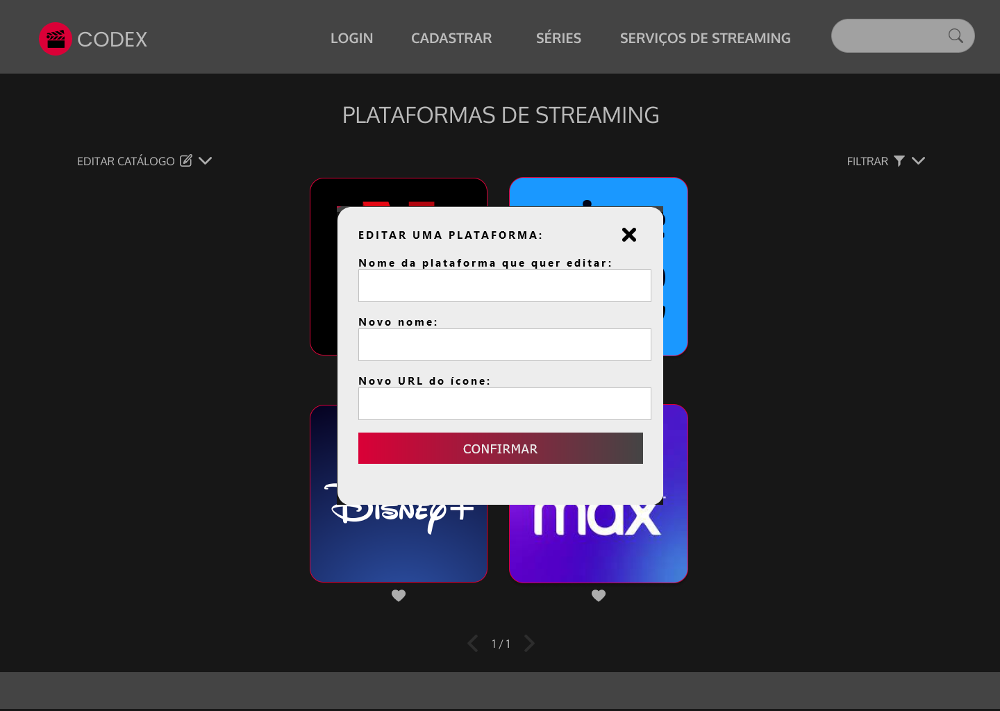 CODEX
LOGIN
CADASTRAR
SÉRIES
SERVIÇOS DE STREAMING
PLATAFORMAS DE STREAMING
EDITAR CATÁLOGO
FILTRAR
EDITAR UMA PLATAFORMA:
Nome da plataforma que quer editar:
Novo nome:
Novo URL do ícone:
CONFIRMAR
DISNEY+
max
1 / 1